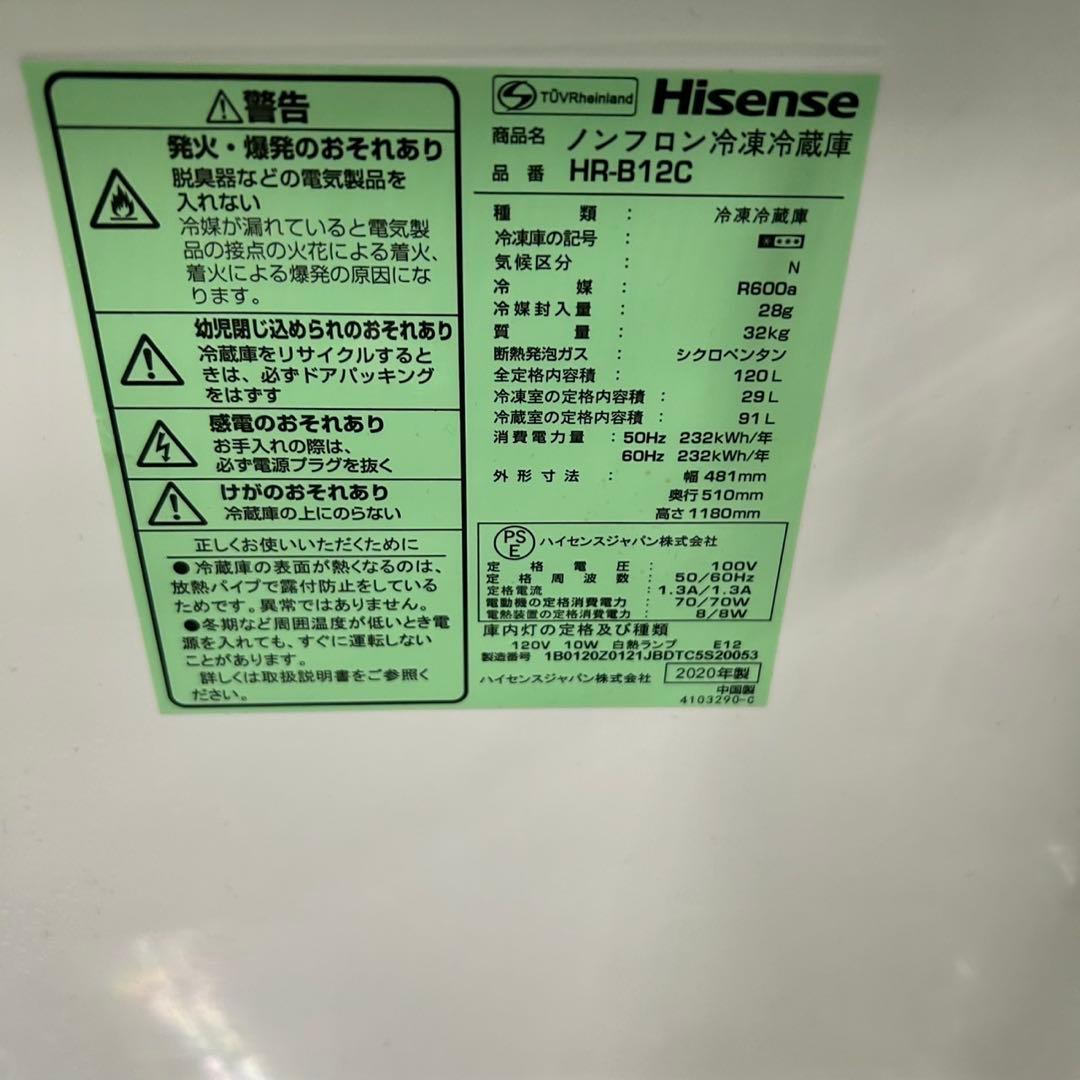 ⚠警告
発火・爆発のおそれあり
脱臭器などの電気製品を
入れない
冷媒が漏れていると電気製
品の接点の火花による着火、
着火による爆発の原因にな
ります。
幼児閉じ込められのおそれあり
冷蔵庫をリサイクルすると
きは、必ずドアパッキング
をはずす
感電のおそれあり
お手入れの際は、
必ず電源プラグを抜く
けがのおそれあり
冷蔵庫の上にのらない
正しくお使いいただくために
●冷蔵庫の表面が熱くなるのは、
放熱パイプで露付防止をしている
ためです。異常ではありません。
●冬期など周囲温度が低いとき電
源を入れても、すぐに運転しない
ことがあります。
詳しくは取扱説明書をご参照く
ださい。
TÜVRheinland Hisense
商品名 ノンフロン冷凍冷蔵庫
品番 HR-B12C
種類 : 冷凍冷蔵庫
冷凍庫の記号 :
気候区分 : N
冷媒 : R600a
冷媒封入量 : 28g
質量 : 32kg
断熱発泡ガス : シクロペンタン
全定格内容積 : 120L
冷凍室の定格内容積 : 29L
冷蔵室の定格内容積 : 91L
消費電力量 : 50Hz 232kWh/年
60Hz 232kWh/年
外形寸法 : 幅 481mm
奥行 510mm
高さ 1180mm
PSE ハイセンスジャパン株式会社
定格電圧 : 100V
定格周波数 : 50/60Hz
定格電流 : 1.3A/1.3A
電動機の定格消費電力 : 70/70W
電熱装置の定格消費電力 : 8/8W
庫内灯の定格及び種類
120V 10W 白熱ランプ E12
製造番号 1B0120Z0121JBDTC5S20053
ハイセンスジャパン株式会社 2020年製
中国製
4103290-C